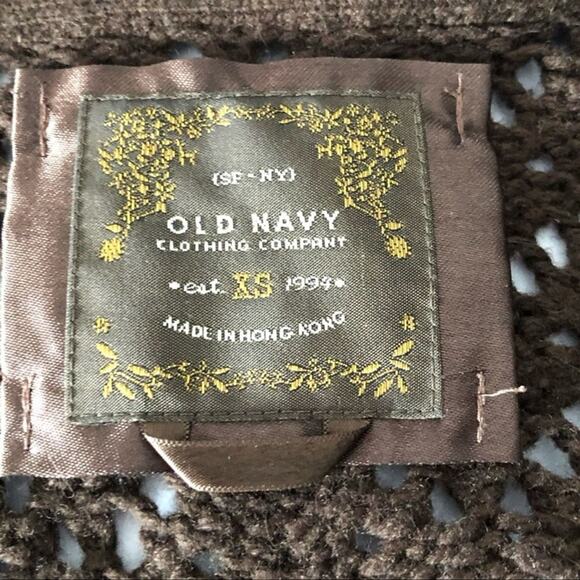 {SF - NY}
OLD NAVY
CLOTHING COMPANY
•est. XS 1994•
MADE IN HONG KONG